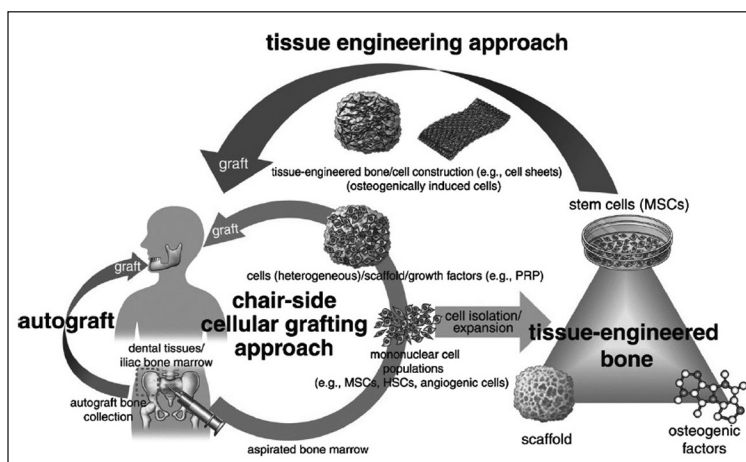 tissue engineering approach
graft
tissue-engineered bone/cell construction (e.g., cell sheets)
(osteogenically induced cells)
stem cells (MSCs)
graft
graft
cells (heterogeneous)/scaffold/growth factors (e.g., PRP)
autograft
chair-side
cellular grafting
approach
cell isolation/
expansion
tissue-engineered
bone
dental tissues/
iliac bone marrow
mononuclear cell
populations
(e.g., MSCs, HSCs, angiogenic cells)
autograft bone
collection
aspirated bone marrow
scaffold
osteogenic
factors